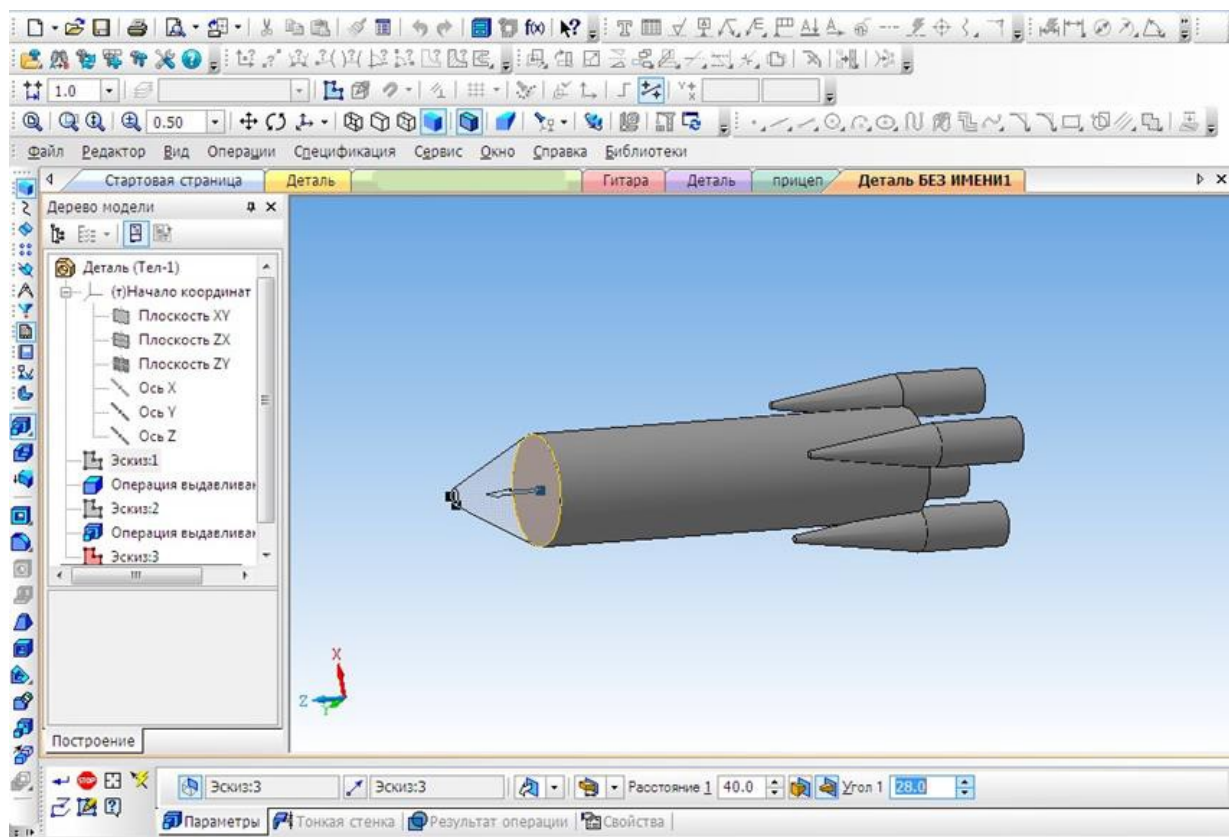 1.0
0.50
Файл Редактор Вид Операции Спецификация Сервис Окно Справка Библиотеки
Стартовая страница Деталь Гитара Деталь прицеп Деталь БЕЗ ИМЕНИ1
Дерево модели
Деталь (Тел-1)
(т)Начало координат
Плоскость XY
Плоскость ZX
Плоскость ZY
Ось X
Ось Y
Ось Z
Эскиз:1
Операция выдавливан
Эскиз:2
Операция выдавливан
Эскиз:3
X
Z
Y
Построение
STOP Эскиз:3 Эскиз:3 Расстояние 1 40.0 Угол 1 28.0
Параметры Тонкая стенка Результат операции Свойства